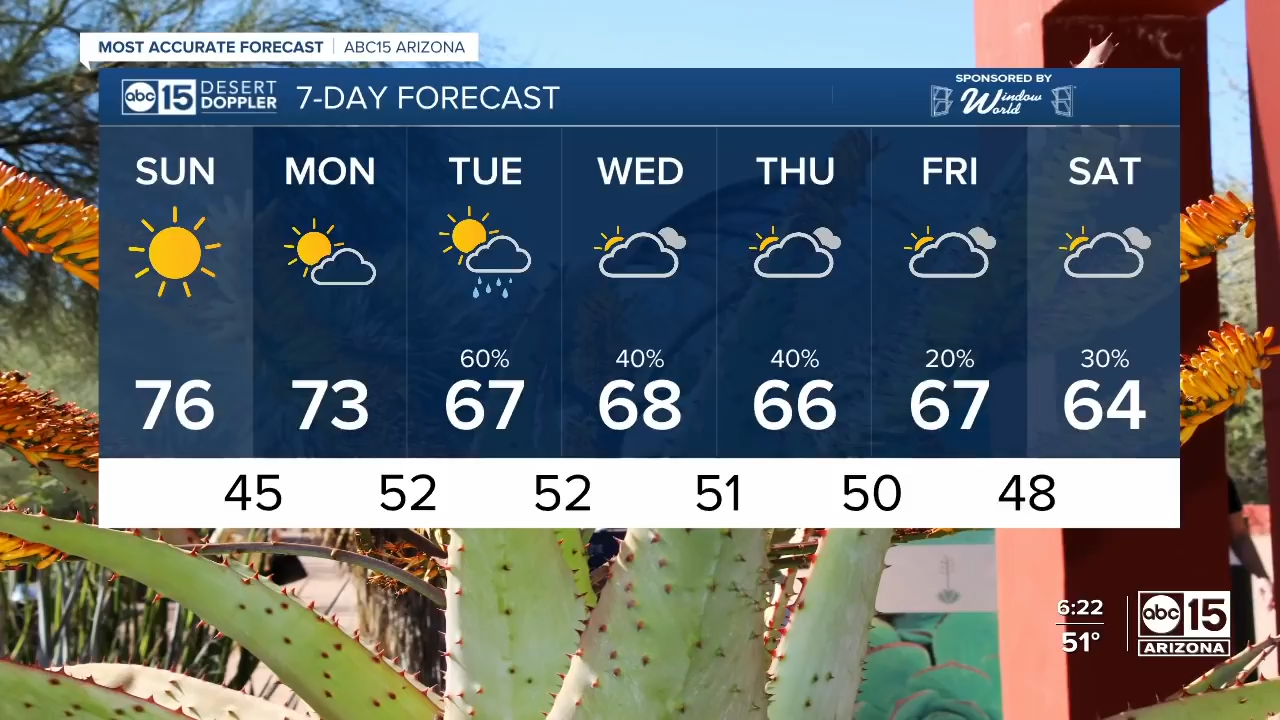 MOST ACCURATE FORECAST | ABC15 ARIZONA
abc 15 DESERT DOPPLER 7-DAY FORECAST
SPONSORED BY
Window World
SUN MON TUE WED THU FRI SAT
60% 40% 40% 20% 30%
76 73 67 68 66 67 64
45 52 52 51 50 48
6:22
51°
abc 15
ARIZONA